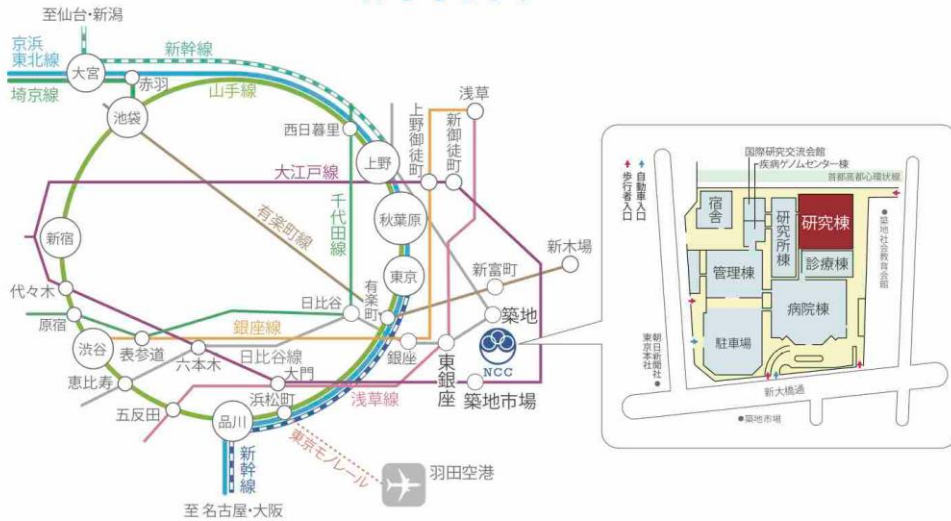 至仙台・新潟
京浜
東北線
埼京線
大宮
新幹線
赤羽
山手線
池袋
西日暮里
上野
上野御徒町
新御徒町
浅草
大江戸線
千代田線
有楽町線
秋葉原
新宿
東京
新木場
新富町
代々木
有楽町
日比谷
築地
原宿
銀座線
渋谷
表参道
六本木
日比谷線
銀座
東銀座
NCC
恵比寿
大門
浅草線
築地市場
五反田
浜松町
品川
新幹線
東京モノレール
羽田空港
至 名古屋・大阪
国際研究交流会館
疾病ゲノムセンター棟
首都高都心環状線
自動車入口
歩行者入口
宿舎
研究所棟
研究棟
管理棟
診療棟
病院棟
駐車場
築地社会教育会館
朝日新聞社
東京本社
新大橋通
築地市場